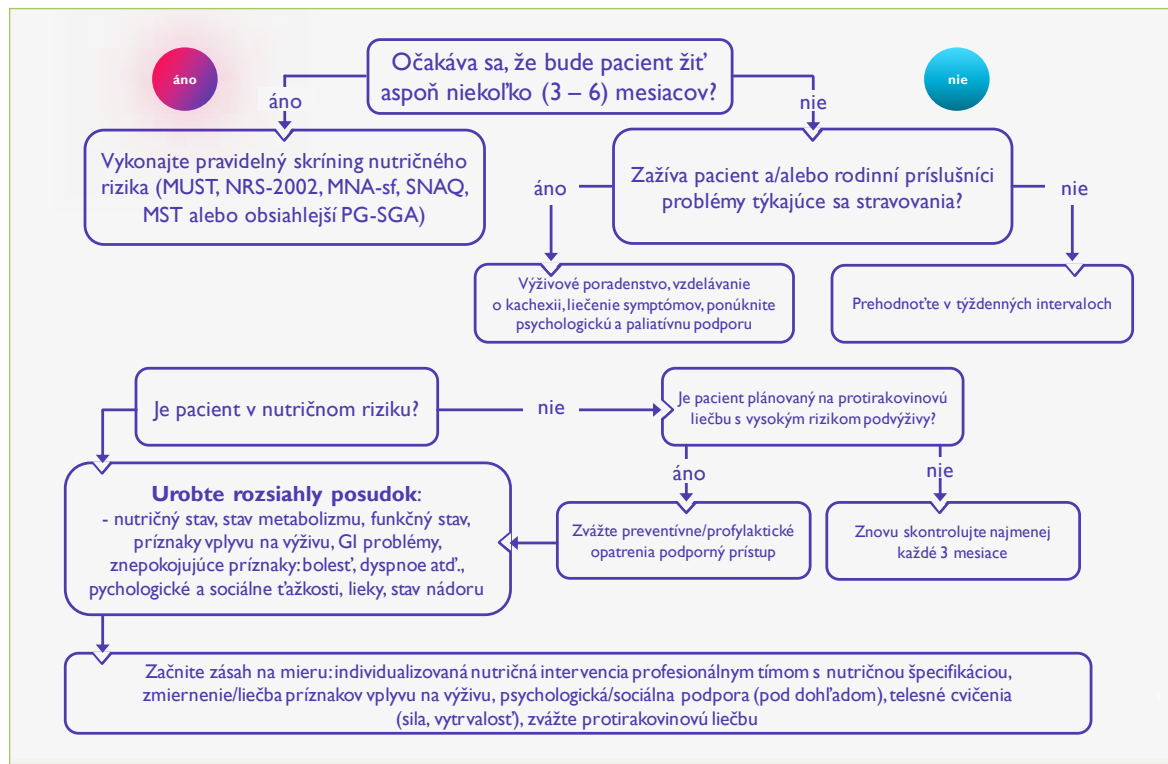 Očakáva sa, že bude pacient žiť
aspoň niekoľko (3 – 6) mesiacov?
áno
nie
áno
nie
Vykonajte pravidelný skríning nutričného
rizika (MUST, NRS-2002, MNA-sf, SNAQ,
MST alebo obsiahlejší PG-SGA)
Zažíva pacient a/alebo rodinní príslušníci
problémy týkajúce sa stravovania?
áno
nie
Výživové poradenstvo, vzdelávanie
o kachexii, liečenie symptómov, ponúknite
psychologickú a paliatívnu podporu
Prehodnoťte v týždenných intervaloch
Je pacient v nutričnom riziku?
nie
Je pacient plánovaný na protirakovinovú
liečbu s vysokým rizikom podvýživy?
áno
nie
Urobte rozsiahly posudok:
- nutričný stav, stav metabolizmu, funkčný stav,
príznaky vplyvu na výživu, GI problémy,
znepokojujúce príznaky: bolesť, dyspnoe atď.,
pychologické a sociálne ťažkosti, lieky, stav nádoru
Zvážte preventívne/profylaktické
opatrenia podporný prístup
Znovu skontrolujte najmenej
každé 3 mesiace
Začnite zásah na mieru: individualizovaná nutričná intervencia profesionálnym tímom s nutričnou špecifikáciou,
zmiernenie/liečba príznakov vplyvu na výživu, psychologická/sociálna podpora (pod dohľadom), telesné cvičenia
(sila, vytrvalosť), zvážte protirakovinovú liečbu